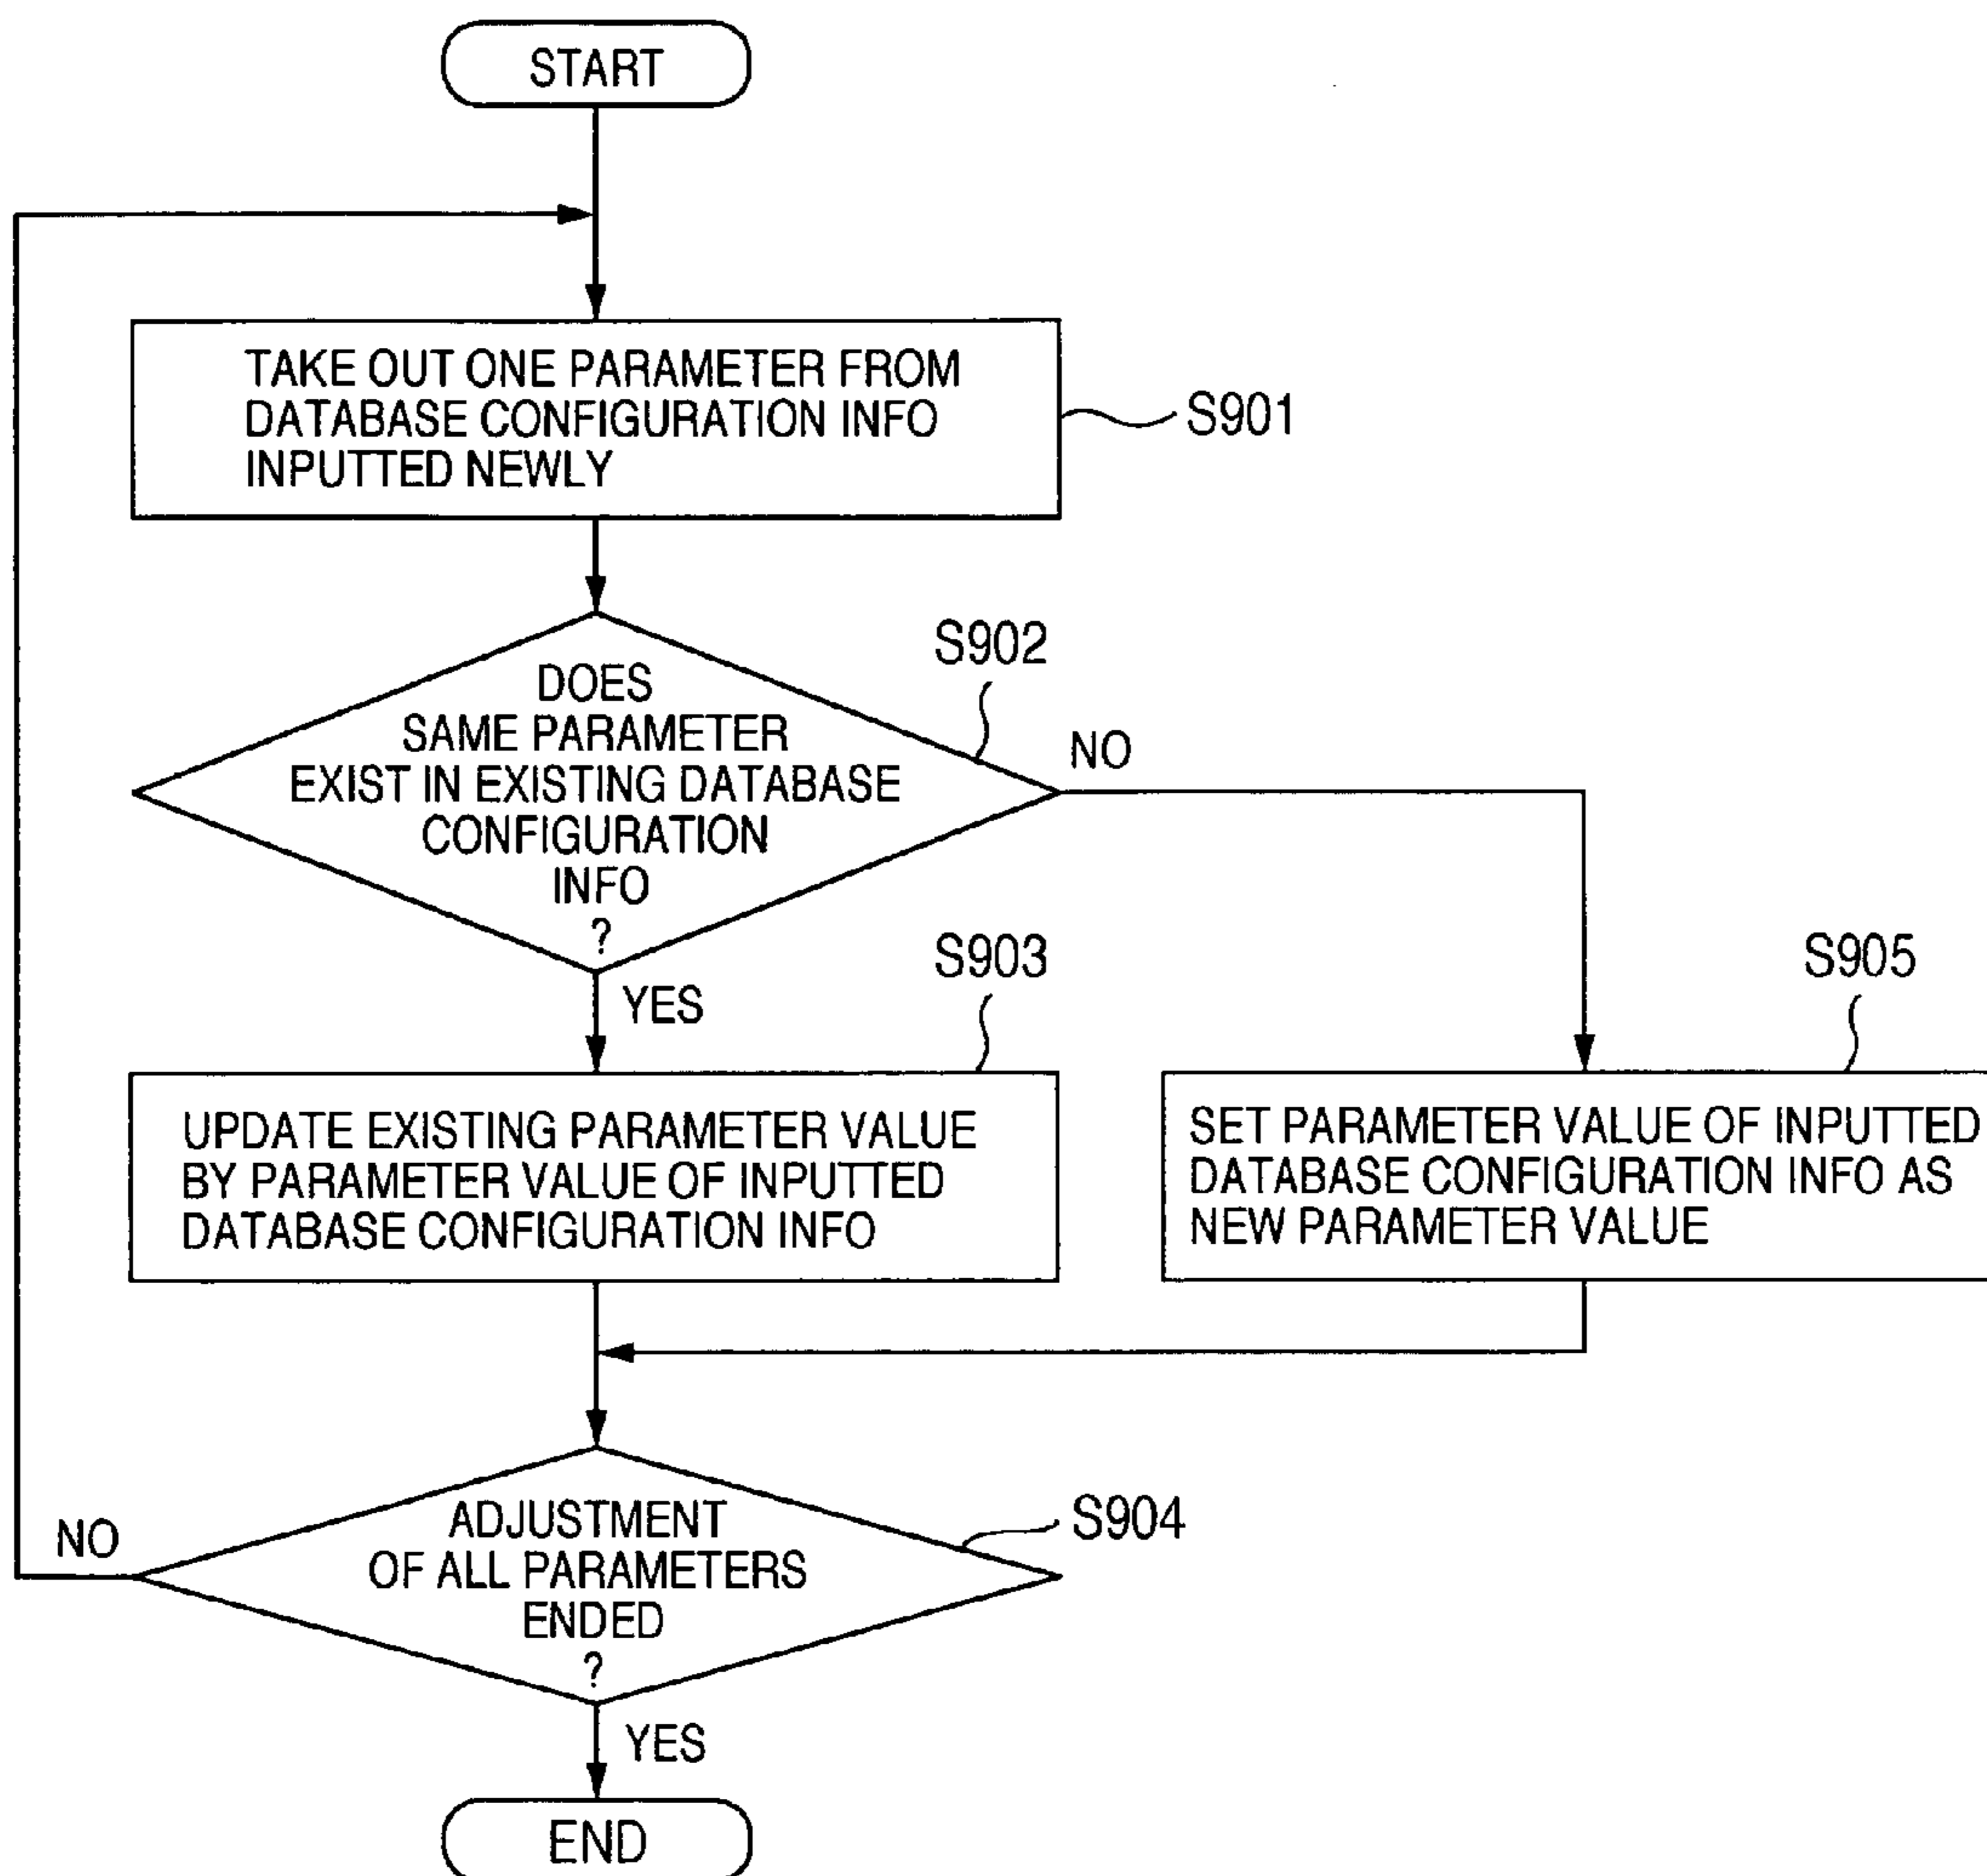 START
TAKE OUT ONE PARAMETER FROM
DATABASE CONFIGURATION INFO
INPUTTED NEWLY
S901
DOES
SAME PARAMETER
EXIST IN EXISTING DATABASE
CONFIGURATION
INFO
?
S902
NO
YES
S903
UPDATE EXISTING PARAMETER VALUE
BY PARAMETER VALUE OF INPUTTED
DATABASE CONFIGURATION INFO
S905
SET PARAMETER VALUE OF INPUTTED
DATABASE CONFIGURATION INFO AS
NEW PARAMETER VALUE
ADJUSTMENT
OF ALL PARAMETERS
ENDED
?
S904
NO
YES
END